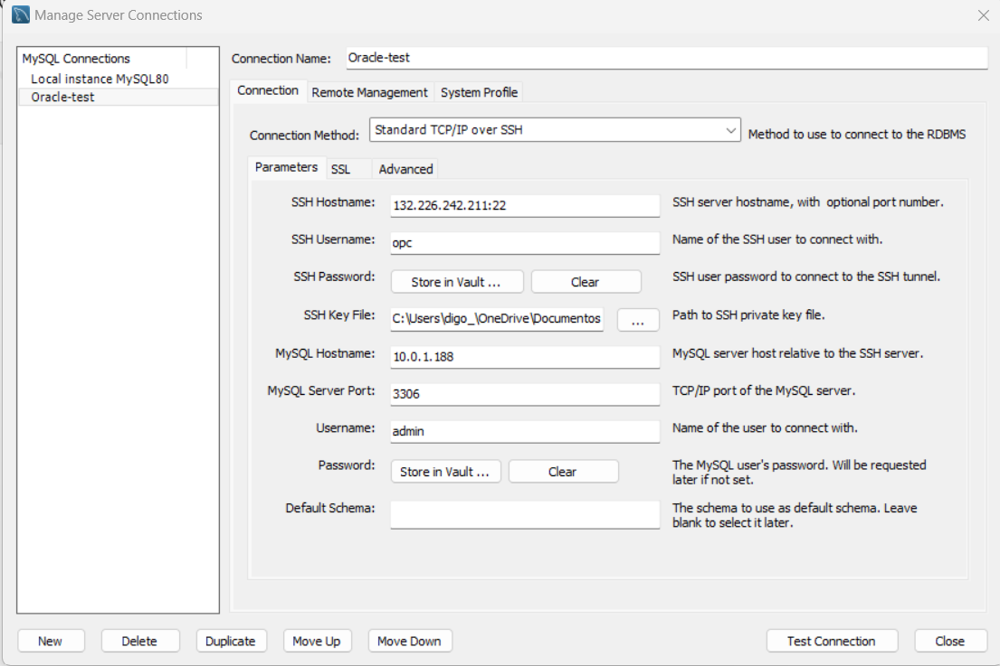 Manage Server Connections
MySQL Connections
Local instance MySQL80
Oracle-test
Connection Name: Oracle-test
Connection Remote Management System Profile
Connection Method: Standard TCP/IP over SSH Method to use to connect to the RDBMS
Parameters SSL Advanced
SSH Hostname: 132.226.242.211:22 SSH server hostname, with optional port number.
SSH Username: opc Name of the SSH user to connect with.
SSH Password: Store in Vault ... Clear SSH user password to connect to the SSH tunnel.
SSH Key File: C:\Users\digo_\OneDrive\Documentos ... Path to SSH private key file.
MySQL Hostname: 10.0.1.188 MySQL server host relative to the SSH server.
MySQL Server Port: 3306 TCP/IP port of the MySQL server.
Username: admin Name of the user to connect with.
Password: Store in Vault ... Clear The MySQL user's password. Will be requested
later if not set.
Default Schema: The schema to use as default schema. Leave
blank to select it later.
New Delete Duplicate Move Up Move Down Test Connection Close